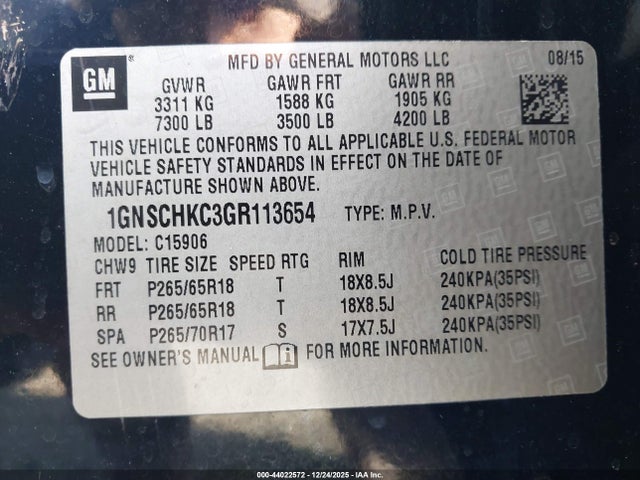 GM
MFD BY GENERAL MOTORS LLC 08/15
GVWR GAWR FRT GAWR RR
3311 KG 1588 KG 1905 KG
7300 LB 3500 LB 4200 LB
THIS VEHICLE CONFORMS TO ALL APPLICABLE U.S. FEDERAL MOTOR
VEHICLE SAFETY STANDARDS IN EFFECT ON THE DATE OF
MANUFACTURE SHOWN ABOVE.
1GNSCHKC3GR113654 TYPE: M.P.V.
MODEL: C15906
CHW9 TIRE SIZE SPEED RTG RIM COLD TIRE PRESSURE
FRT P265/65R18 T 18X8.5J 240KPA(35PSI)
RR P265/65R18 T 18X8.5J 240KPA(35PSI)
SPA P265/70R17 S 17X7.5J 240KPA(35PSI)
SEE OWNER'S MANUAL i FOR MORE INFORMATION.
000-44022572 - 12/24/2025 - IAA Inc.